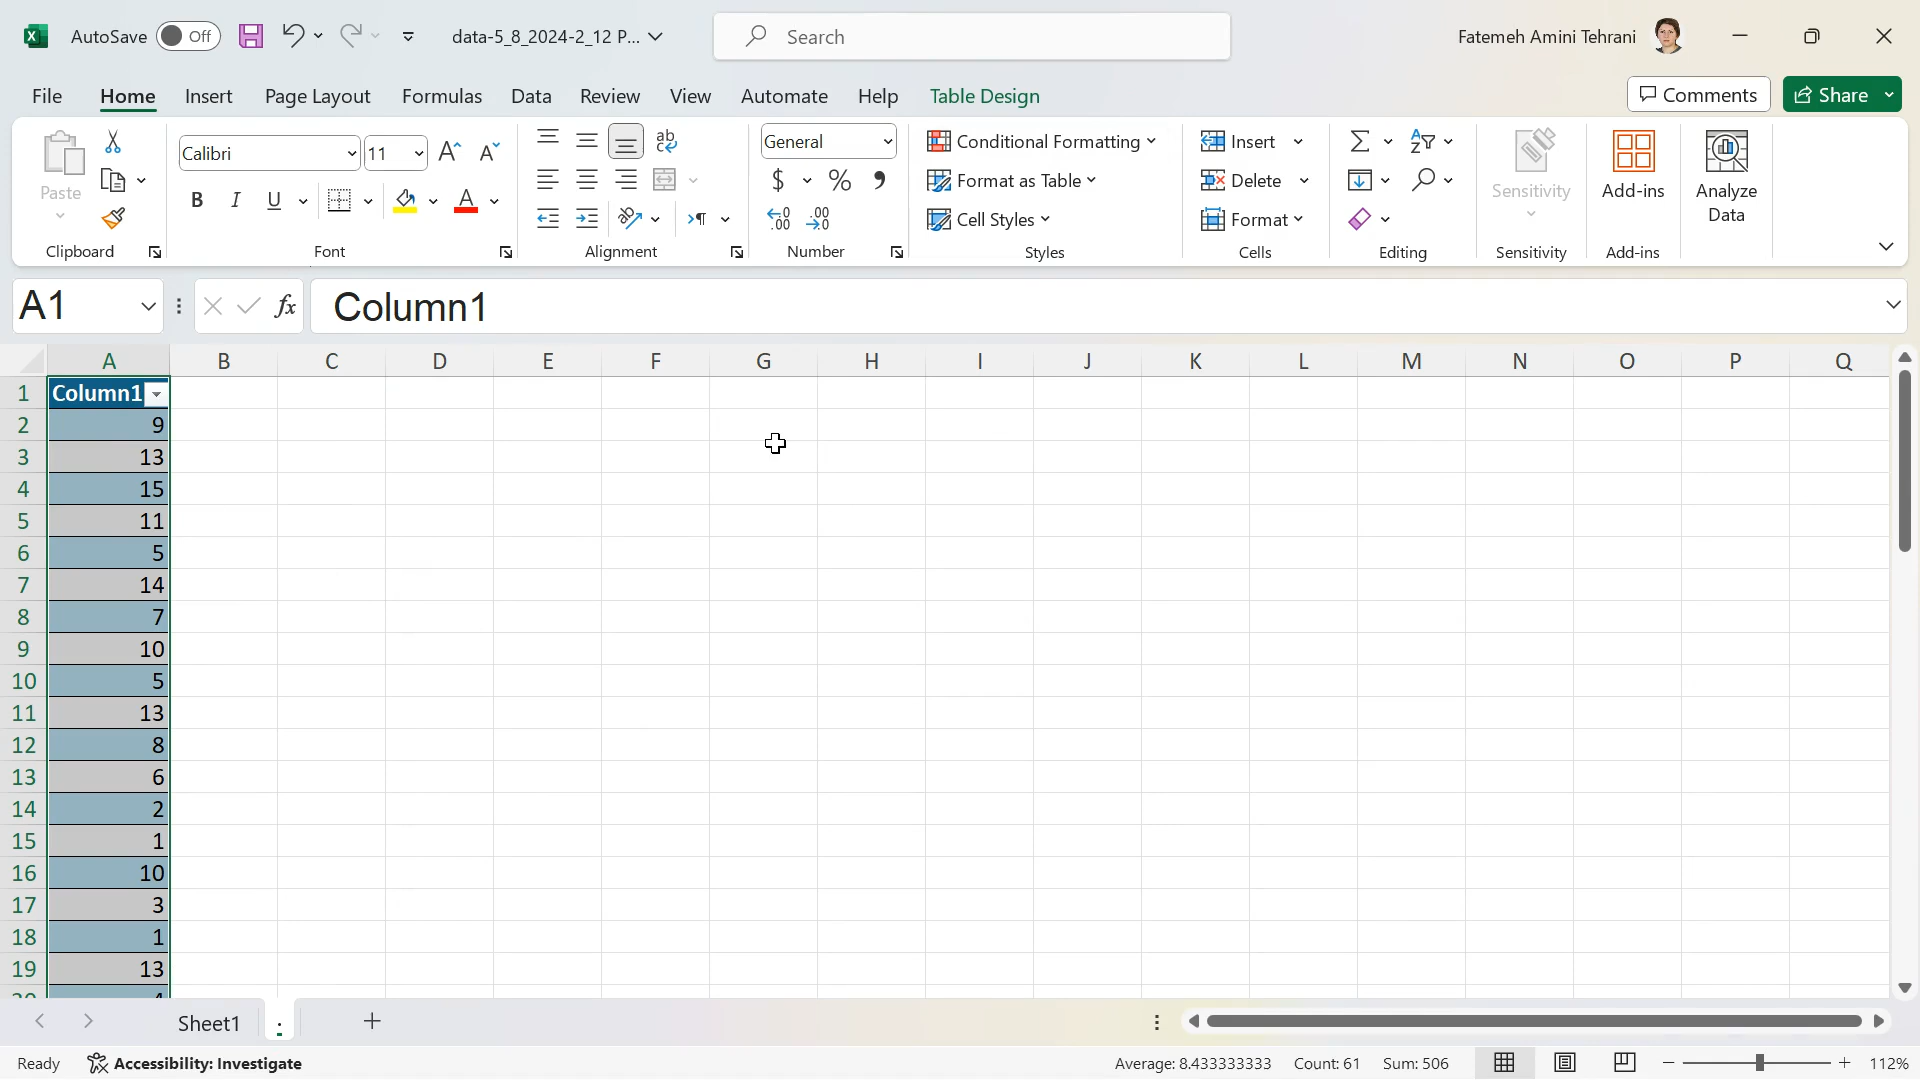 AutoSave Off data-5_8_2024-2_12 P... Search Fatemeh Amini Tehrani
File Home Insert Page Layout Formulas Data Review View Automate Help Table Design Comments Share
Paste
Clipboard
Calibri 11
B I U A
Font
ab
Alignment
General
$ % ,
Number
Conditional Formatting
Format as Table
Cell Styles
Styles
Insert
Delete
Format
Cells
Editing
Sensitivity
Sensitivity
Add-ins
Add-ins
Analyze
Data
A1 fx Column1
A B C D E F G H I J K L M N O P Q
1 Column1
2 9
3 13
4 15
5 11
6 5
7 14
8 7
9 10
10 5
11 13
12 8
13 6
14 2
15 1
16 10
17 3
18 1
19 13
20 4
Sheet1 .
Ready Accessibility: Investigate Average: 8.433333333 Count: 61 Sum: 506 112%